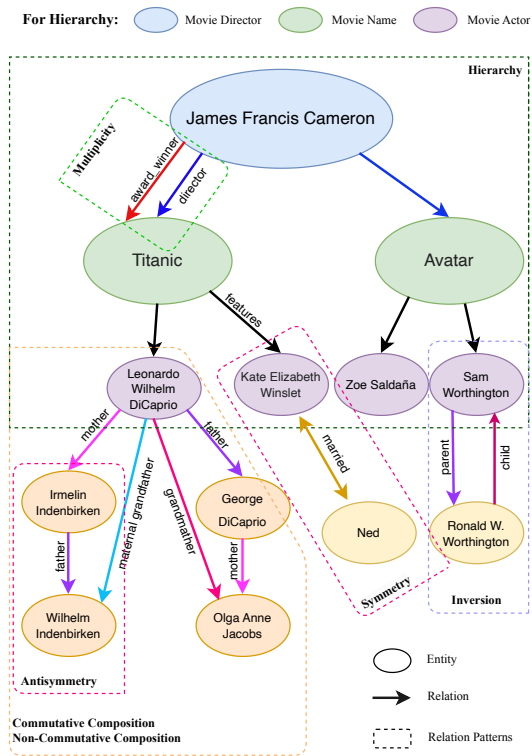 For Hierarchy:
Movie Director
Movie Name
Movie Actor
Hierarchy
James Francis Cameron
Multiplicity
award_winner
director
Titanic
Avatar
features
Leonardo
Wilhelm
DiCaprio
Kate Elizabeth
Winslet
Zoe Saldaña
Sam
Worthington
mother
father
married
parent
child
maternal grandfather
grandmather
Irmelin
Indenbirken
George
DiCaprio
Ned
Ronald W.
Worthington
father
mother
Wilhelm
Indenbirken
Olga Anne
Jacobs
Symmetry
Inversion
Antisymmetry
Commutative Composition
Non-Commutative Composition
Entity
Relation
Relation Patterns